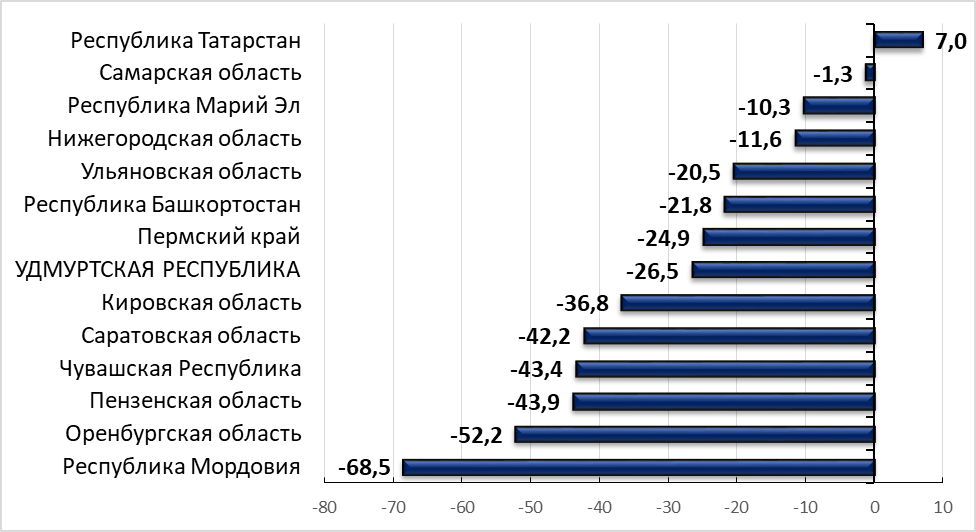 Республика Татарстан 7,0
Самарская область -1,3
Республика Марий Эл -10,3
Нижегородская область -11,6
Ульяновская область -20,5
Республика Башкортостан -21,8
Пермский край -24,9
УДМУРТСКАЯ РЕСПУБЛИКА -26,5
Кировская область -36,8
Саратовская область -42,2
Чувашская Республика -43,4
Пензенская область -43,9
Оренбургская область -52,2
Республика Мордовия -68,5
-80 -70 -60 -50 -40 -30 -20 -10 0 10